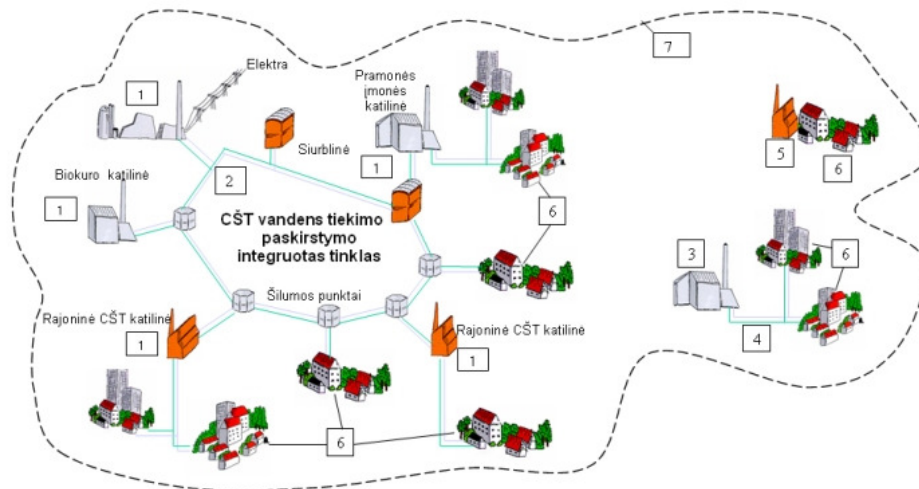 7
Elektra
Pramonės
įmonės
katilinė
1
Siurblinė
1
5
6
Biokuro katilinė
2
1
6
CŠT vandens tiekimo
paskirstymo
integruotas tinklas
3
6
Šilumos punktai
Rajoninė CŠT katilinė
1
Rajoninė CŠT katilinė
1
4
6